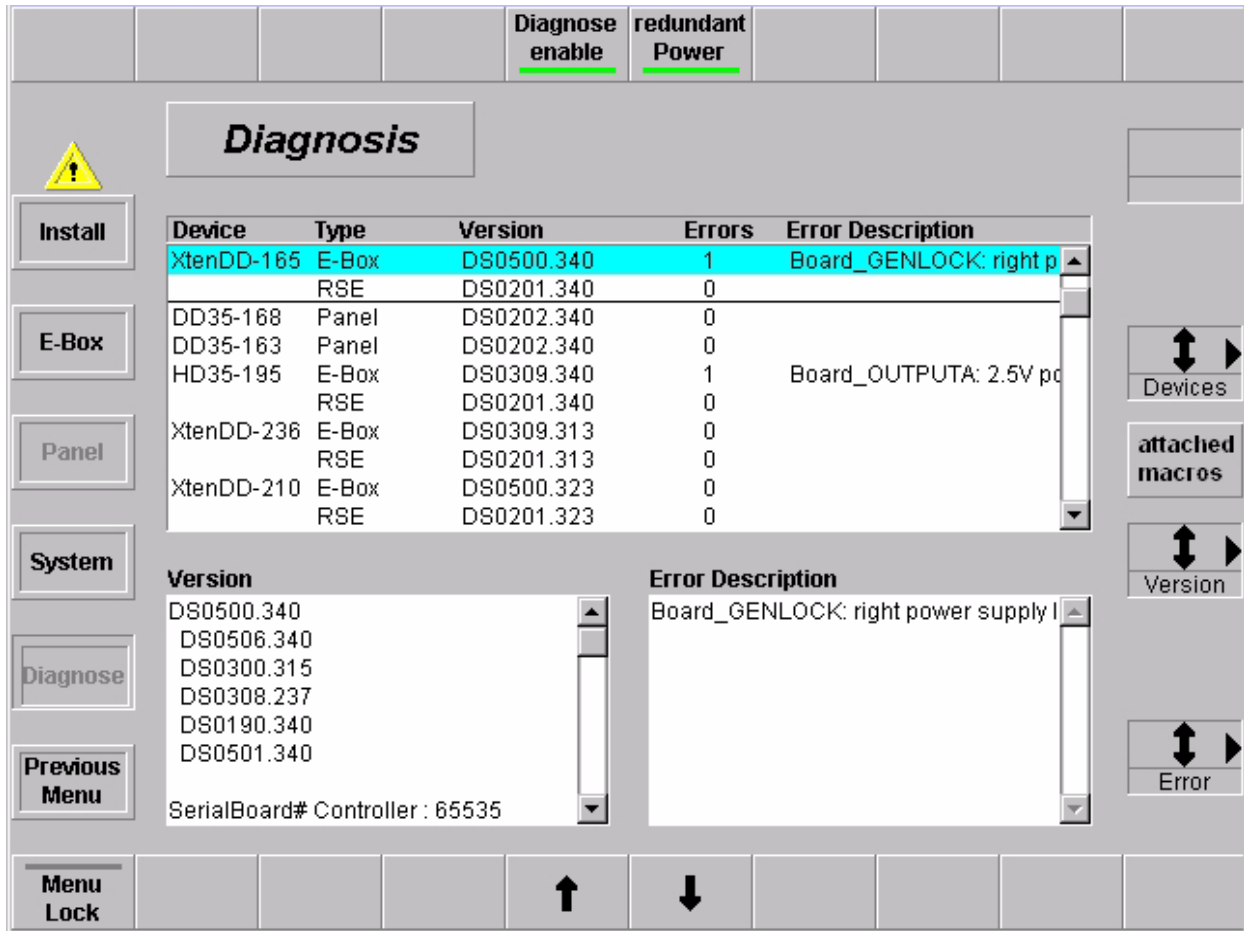 Diagnose redundant
enable Power
Diagnosis
Install
E-Box
Panel
System
Diagnose
Previous
Menu
Device Type Version Errors Error Description
XtenDD-165 E-Box DS0500.340 1 Board_GENLOCK: right p
RSE DS0201.340 0
DD35-168 Panel DS0202.340 0
DD35-163 Panel DS0202.340 0
HD35-195 E-Box DS0309.340 1 Board_OUTPUTA: 2.5V po
RSE DS0201.340 0
XtenDD-236 E-Box DS0309.313 0
RSE DS0201.313 0
XtenDD-210 E-Box DS0500.323 0
RSE DS0201.323 0
Version
DS0500.340
DS0506.340
DS0300.315
DS0308.237
DS0190.340
DS0501.340
SerialBoard# Controller : 65535
Error Description
Board_GENLOCK: right power supply l
Devices
attached
macros
Version
Error
Menu
Lock